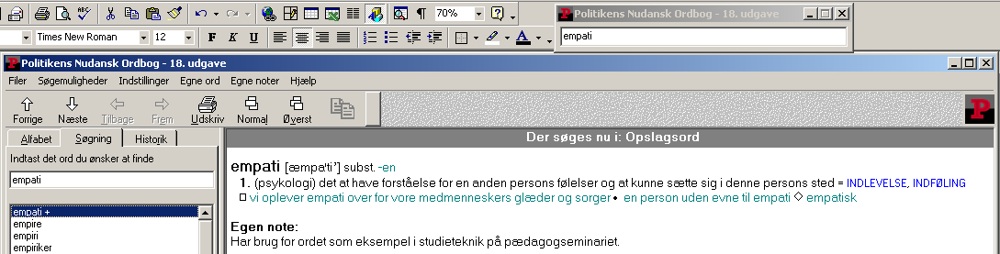 ABC
70%
Politikens Nudansk Ordbog - 18. udgave
empati
Times New Roman
12
F K U
A
Politikens Nudansk Ordbog - 18. udgave
Filer Søgemuligheder Indstillinger Egne ord Egne noter Hjælp
Forrige Næste Tilbage Frem Udskriv Normal Øverst
P
Alfabet Søgning Historik
Der søges nu i: Opslagsord
Indtast det ord du ønsker at finde
empati
empati +
empire
empiri
empiriker
empati [æmpaˈtiˀ] subst. -en
1. (psykologi) det at have forståelse for en anden persons følelser og at kunne sætte sig i denne persons sted = INDLEVELSE, INDFØLING
□ vi oplever empati over for vore medmenneskers glæder og sorger • en person uden evne til empati ◇ empatisk
Egen note:
Har brug for ordet som eksempel i studieteknik på pædagogseminariet.